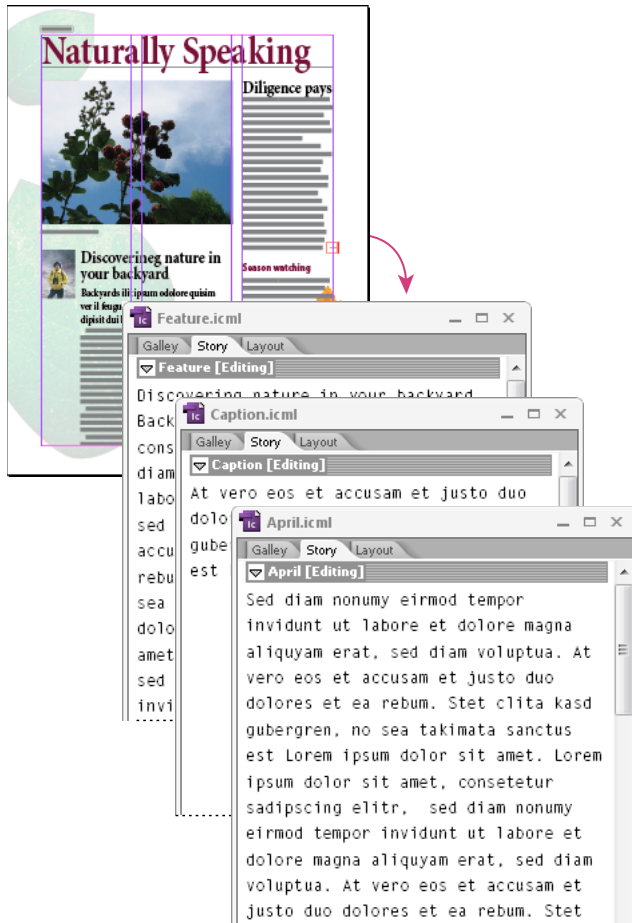 Naturally Speaking
Diligence pays
Discoverineg nature in
your backyard
Backyards ilit ipsum odolore quisim
ver il feugu
dipisit dui l
Season watching
Ic Feature.icml
Galley Story Layout
Feature [Editing]
Discovering nature in your backyard
Back
cons
diam
labo
sed
accu
rebu
sea
dolo
amet
sed
invi
Ic Caption.icml
Galley Story Layout
Caption [Editing]
At vero eos et accusam et justo duo
dolo
gube
est
Ic April.icml
Galley Story Layout
April [Editing]
Sed diam nonumy eirmod tempor
invidunt ut labore et dolore magna
aliquyam erat, sed diam voluptua. At
vero eos et accusam et justo duo
dolores et ea rebum. Stet clita kasd
gubergren, no sea takimata sanctus
est Lorem ipsum dolor sit amet. Lorem
ipsum dolor sit amet, consetetur
sadipscing elitr, sed diam nonumy
eirmod tempor invidunt ut labore et
dolore magna aliquyam erat, sed diam
voluptua. At vero eos et accusam et
justo duo dolores et ea rebum. Stet